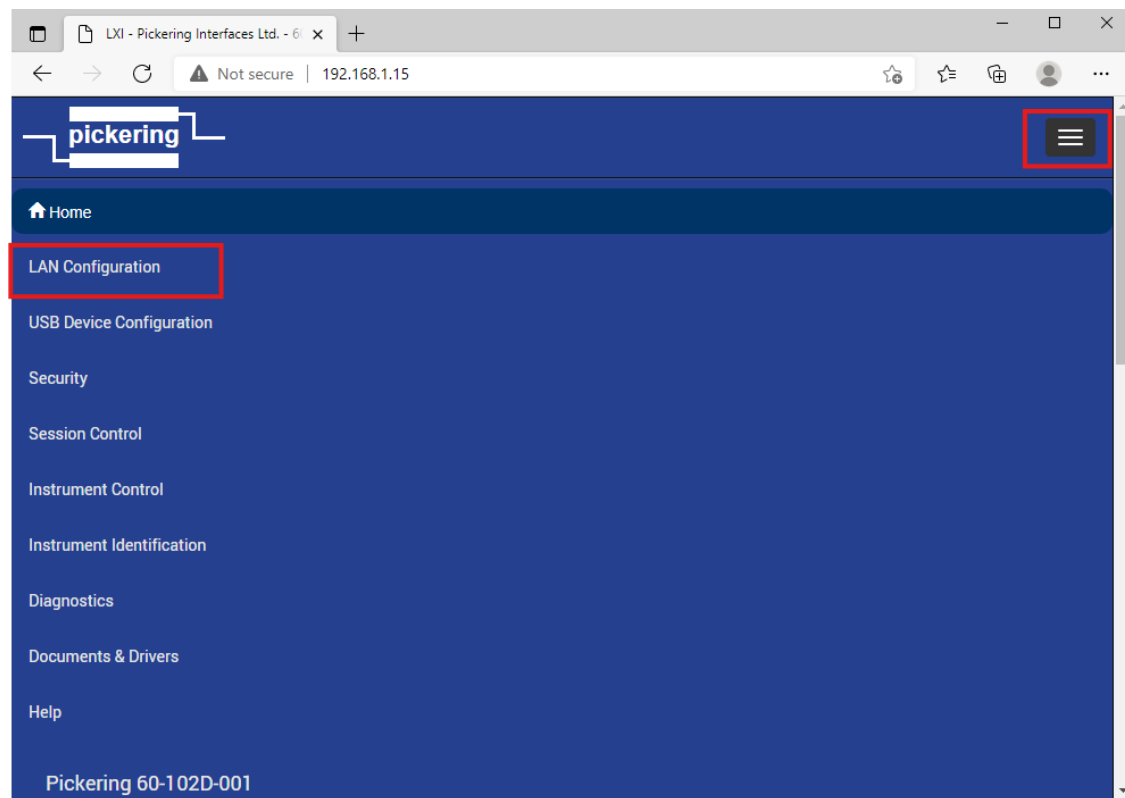 LXI - Pickering Interfaces Ltd. - 6
Not secure | 192.168.1.15
pickering
Home
LAN Configuration
USB Device Configuration
Security
Session Control
Instrument Control
Instrument Identification
Diagnostics
Documents & Drivers
Help
Pickering 60-102D-001